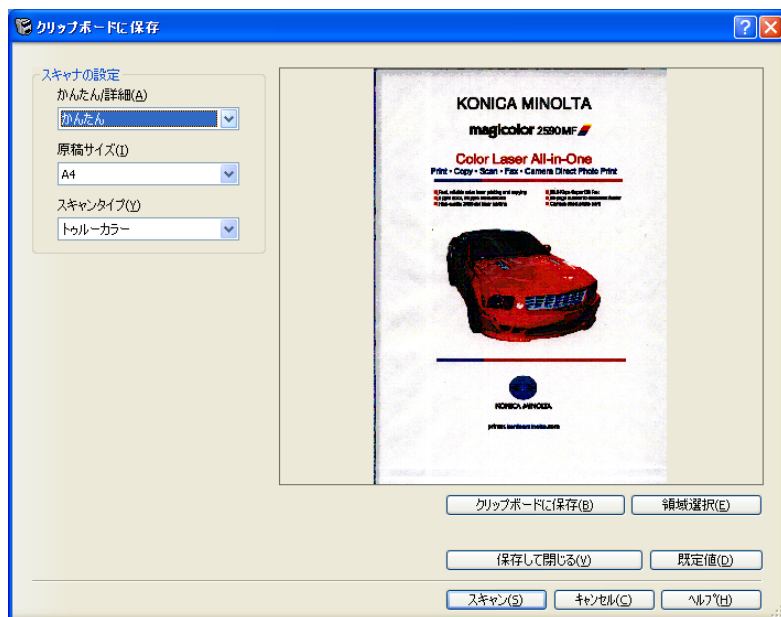 クリップボードに保存
スキャナの設定
かんたん/詳細(A)
かんたん
原稿サイズ(I)
A4
スキャンタイプ(Y)
トゥルーカラー
KONICA MINOLTA
magicolor 2590MF
Color Laser All-in-One
Print • Copy • Scan • Fax • Camera Direct Photo Print
KONICA MINOLTA
クリップボードに保存(B)
領域選択(E)
保存して閉じる(V)
既定値(D)
スキャン(S)
キャンセル(C)
ヘルプ(H)